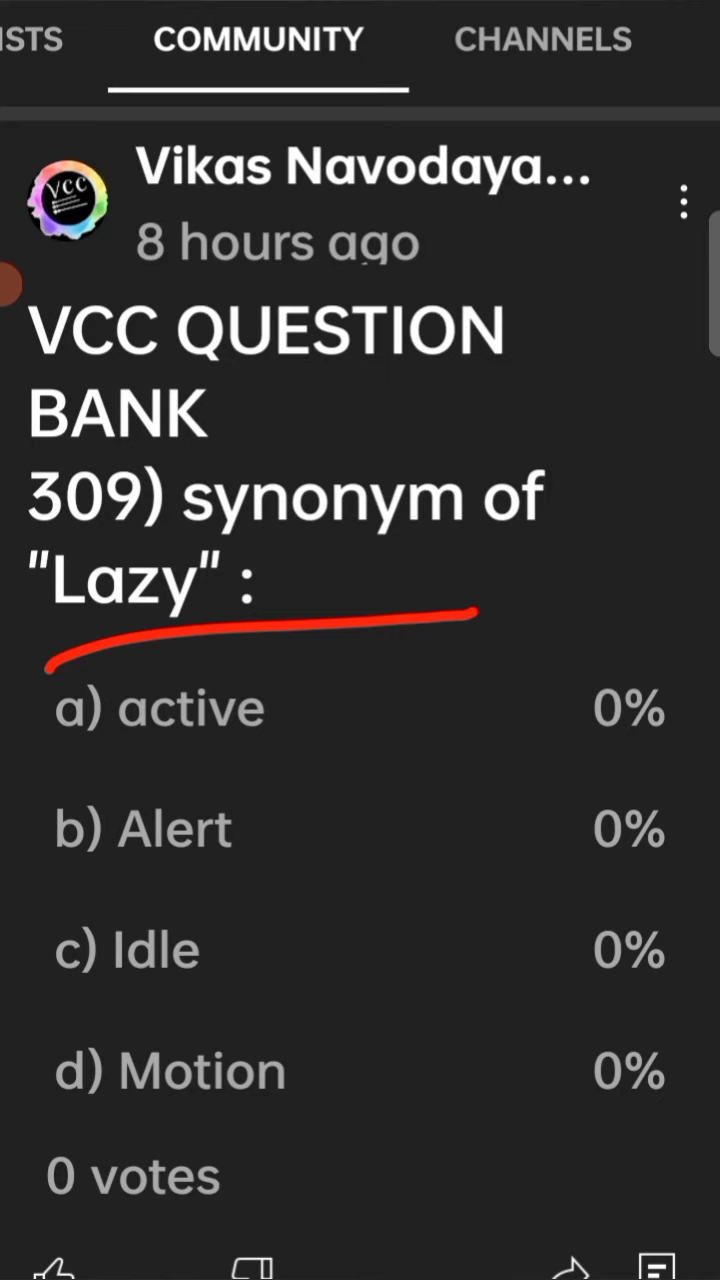 ISTS COMMUNITY CHANNELS
VCC
Vikas Navodaya...
8 hours ago
VCC QUESTION
BANK
309) synonym of
"Lazy" :
a) active 0%
b) Alert 0%
c) Idle 0%
d) Motion 0%
0 votes